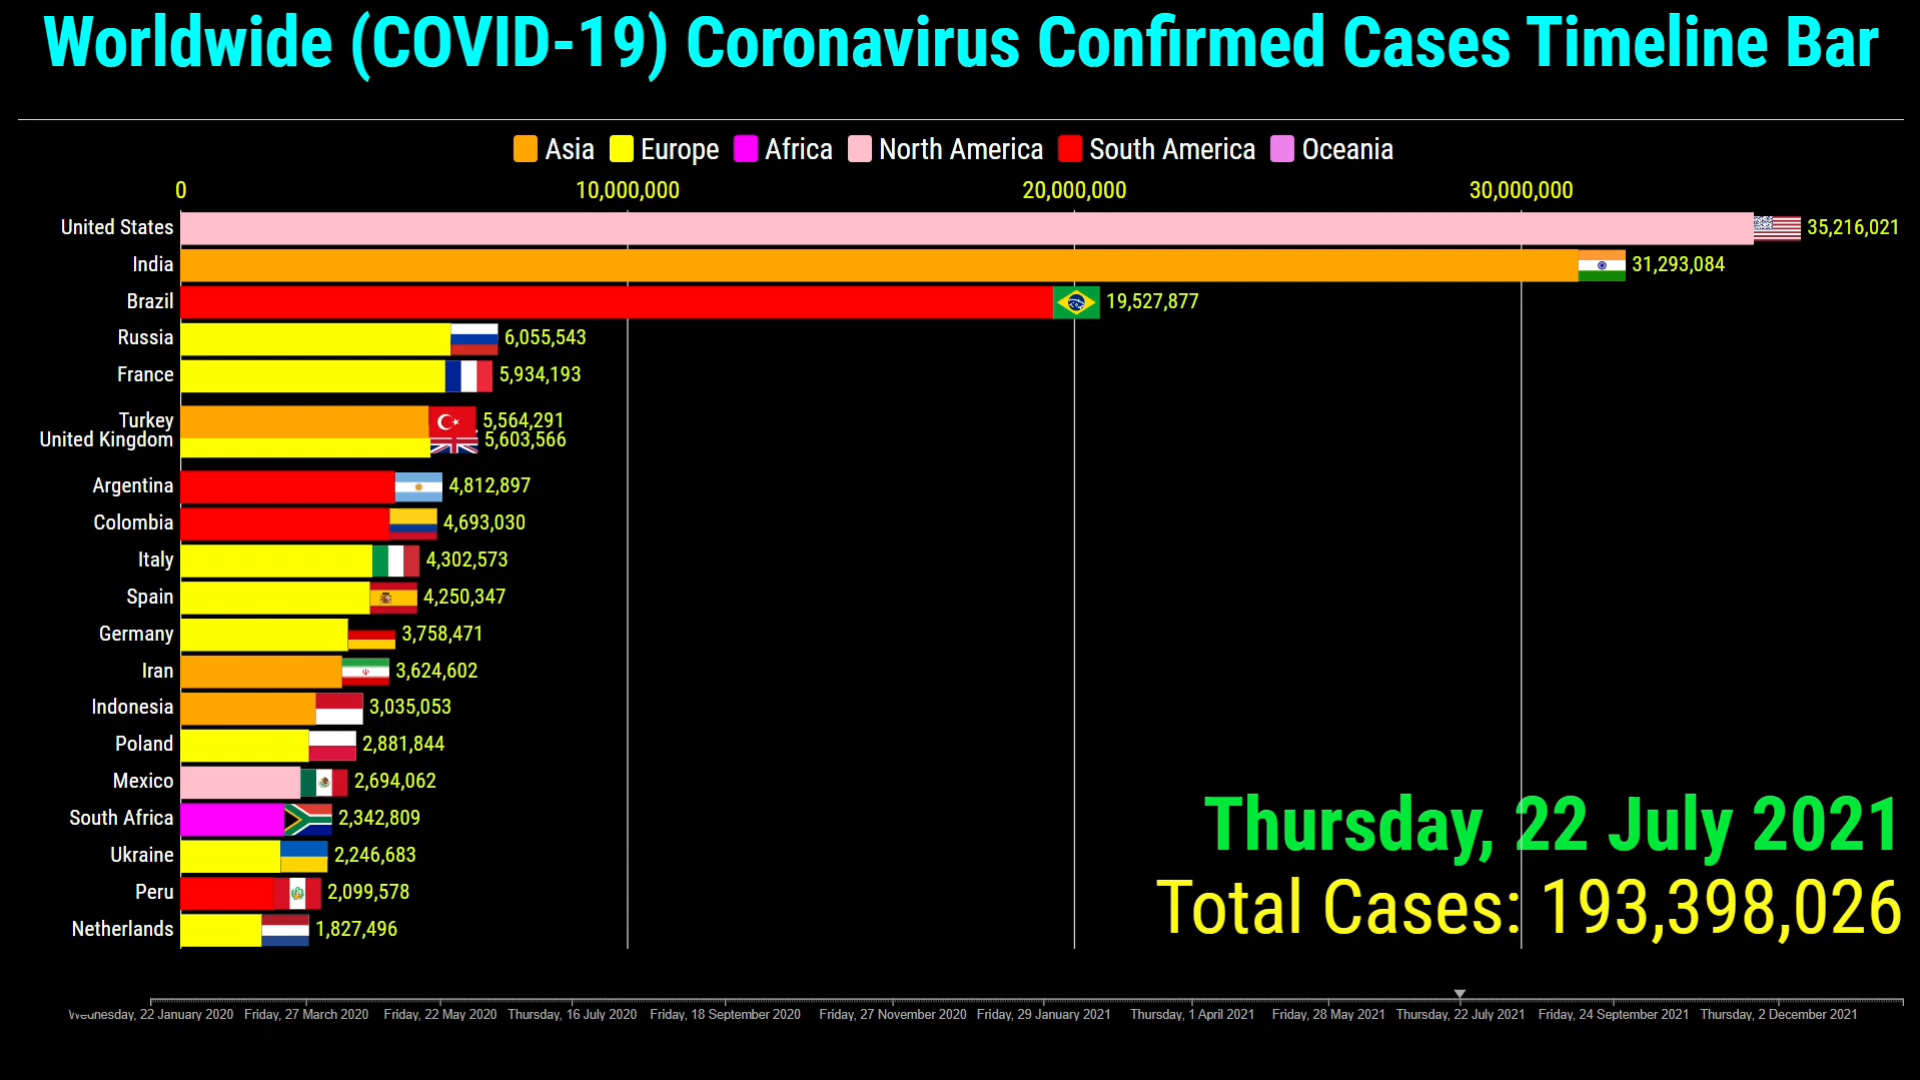 Worldwide (COVID-19) Coronavirus Confirmed Cases Timeline Bar
Asia Europe Africa North America South America Oceania
0 10,000,000 20,000,000 30,000,000
United States 35,216,021
India 31,293,084
Brazil 19,527,877
Russia 6,055,543
France 5,934,193
Turkey 5,564,291
United Kingdom 5,603,566
Argentina 4,812,897
Colombia 4,693,030
Italy 4,302,573
Spain 4,250,347
Germany 3,758,471
Iran 3,624,602
Indonesia 3,035,053
Poland 2,881,844
Mexico 2,694,062
South Africa 2,342,809
Ukraine 2,246,683
Peru 2,099,578
Netherlands 1,827,496
Thursday, 22 July 2021
Total Cases: 193,398,026
Wednesday, 22 January 2020 Friday, 27 March 2020 Friday, 22 May 2020 Thursday, 16 July 2020 Friday, 18 September 2020 Friday, 27 November 2020 Friday, 29 January 2021 Thursday, 1 April 2021 Friday, 28 May 2021 Thursday, 22 July 2021 Friday, 24 September 2021 Thursday, 2 December 2021